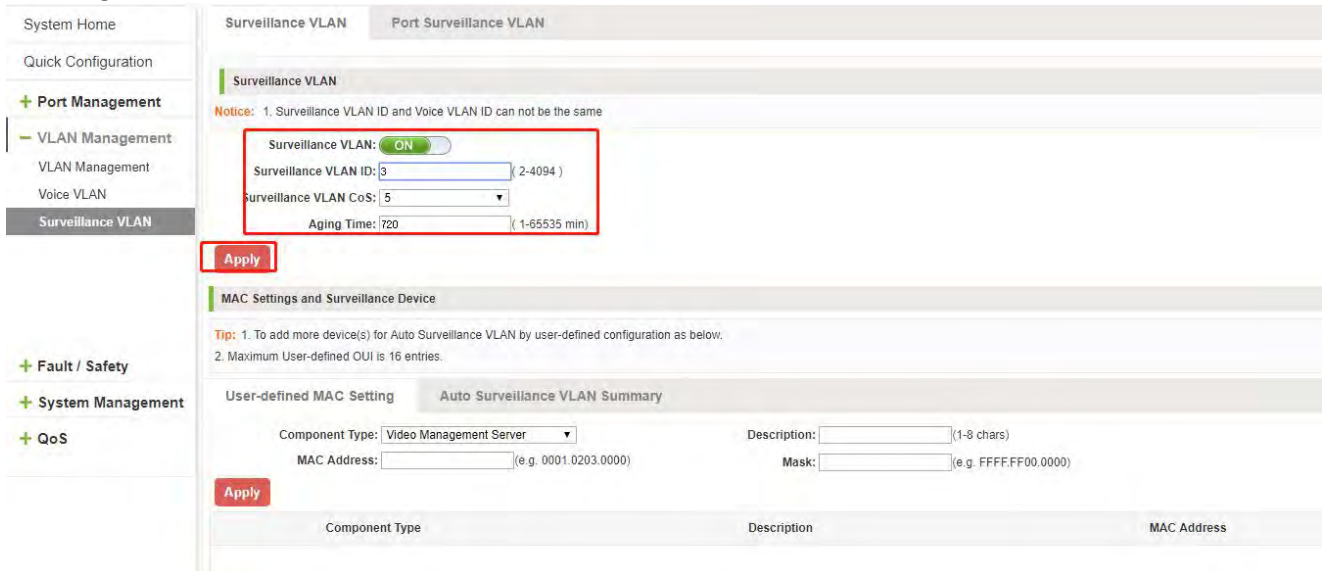 System Home
Quick Configuration
+ Port Management
− VLAN Management
VLAN Management
Voice VLAN
Surveillance VLAN
+ Fault / Safety
+ System Management
+ QoS
Surveillance VLAN Port Surveillance VLAN
Surveillance VLAN
Notice: 1. Surveillance VLAN ID and Voice VLAN ID can not be the same
Surveillance VLAN: ON
Surveillance VLAN ID: 3 ( 2-4094 )
Surveillance VLAN CoS: 5
Aging Time: 720 ( 1-65535 min)
Apply
MAC Settings and Surveillance Device
Tip: 1. To add more device(s) for Auto Surveillance VLAN by user-defined configuration as below.
2. Maximum User-defined OUI is 16 entries.
User-defined MAC Setting Auto Surveillance VLAN Summary
Component Type: Video Management Server Description: (1-8 chars)
MAC Address: (e.g. 0001.0203.0000) Mask: (e.g. FFFF.FF00.0000)
Apply
Component Type Description MAC Address